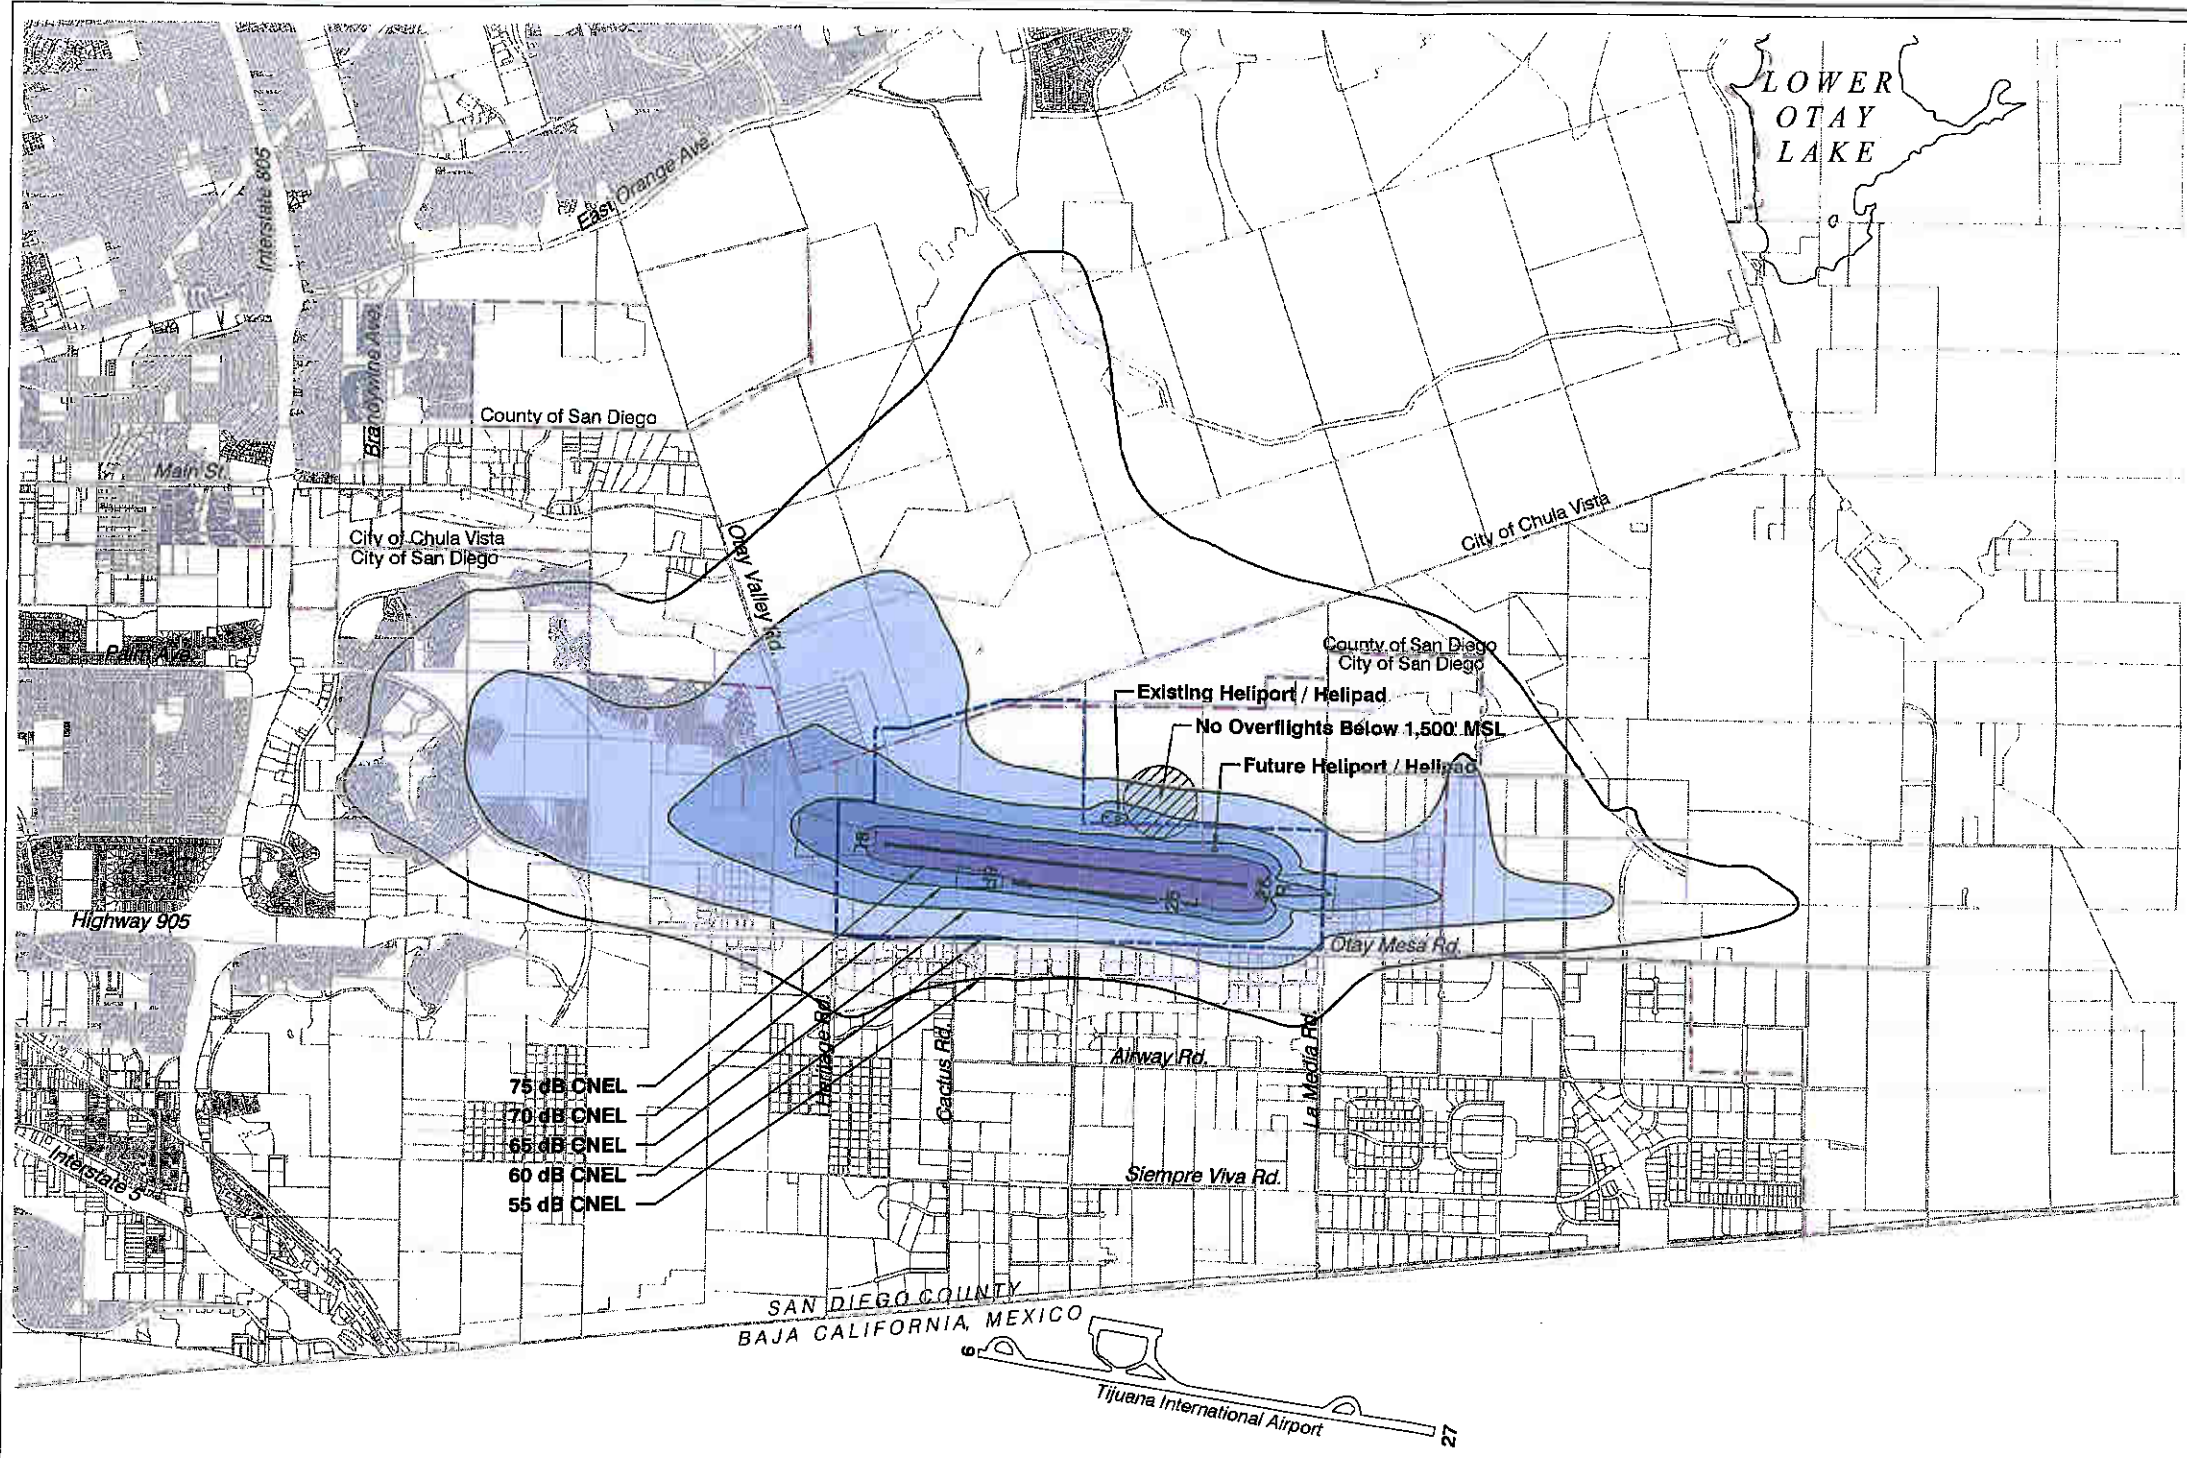 LOWER
OTAY
LAKE
Interstate 805
East Orange Ave.
Brandywine Ave.
County of San Diego
Main St.
City of Chula Vista
City of San Diego
Otay Valley Rd.
City of Chula Vista
Palm Ave.
County of San Diego
City of San Diego
Existing Heliport / Helipad
No Overflights Below 1,500' MSL
Future Heliport / Helipad
Highway 905
Otay Mesa Rd.
Heritage Rd.
Cactus Rd.
La Media Rd.
Airway Rd.
75 dB CNEL
70 dB CNEL
65 dB CNEL
60 dB CNEL
55 dB CNEL
Siempre Viva Rd.
Interstate 5
SAN DIEGO COUNTY
BAJA CALIFORNIA, MEXICO
9
Tijuana International Airport
27